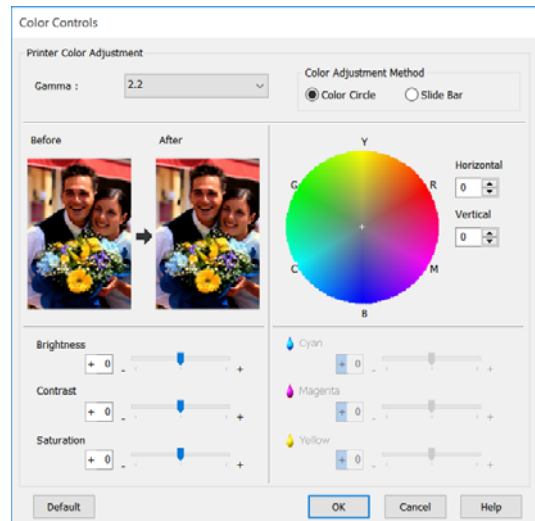 Color Controls
Printer Color Adjustment
Gamma :
2.2
Color Adjustment Method
Color Circle
Slide Bar
Before
After
Y
G
R
C
M
B
Horizontal
0
Vertical
0
Brightness
+ 0
- +
Contrast
+ 0
- +
Saturation
+ 0
- +
Cyan
+ 0
- +
Magenta
+ 0
- +
Yellow
+ 0
- +
Default
OK
Cancel
Help